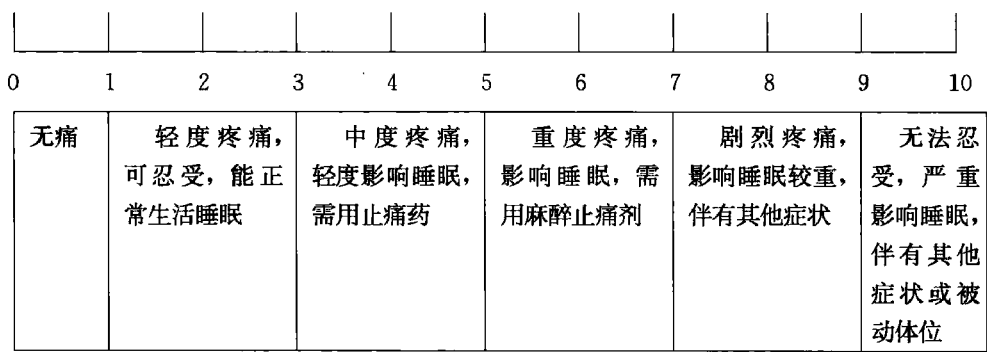 0 1 2 3 4 5 6 7 8 9 10
无痛
轻度疼痛，
可忍受，能正
常生活睡眠
中度疼痛，
轻度影响睡眠，
需用止痛药
重度疼痛，
影响睡眠，需
用麻醉止痛剂
剧烈疼痛，
影响睡眠较重，
伴有其他症状
无法忍
受，严重
影响睡眠，
伴有其他
症状或被
动体位